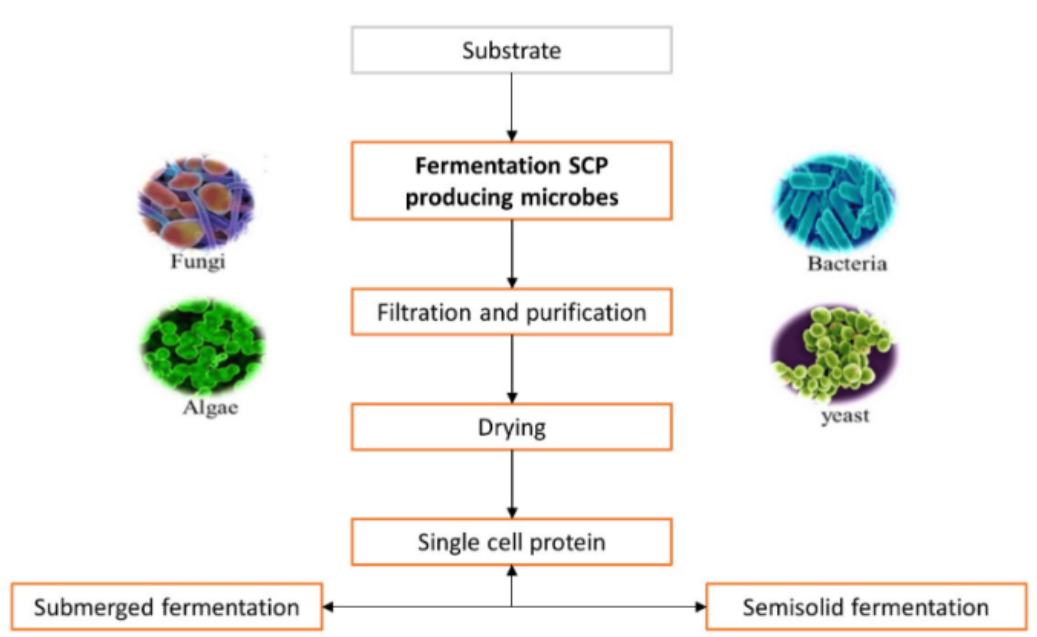 Substrate
Fermentation SCP
producing microbes
Fungi
Bacteria
Filtration and purification
Algae
yeast
Drying
Single cell protein
Submerged fermentation
Semisolid fermentation